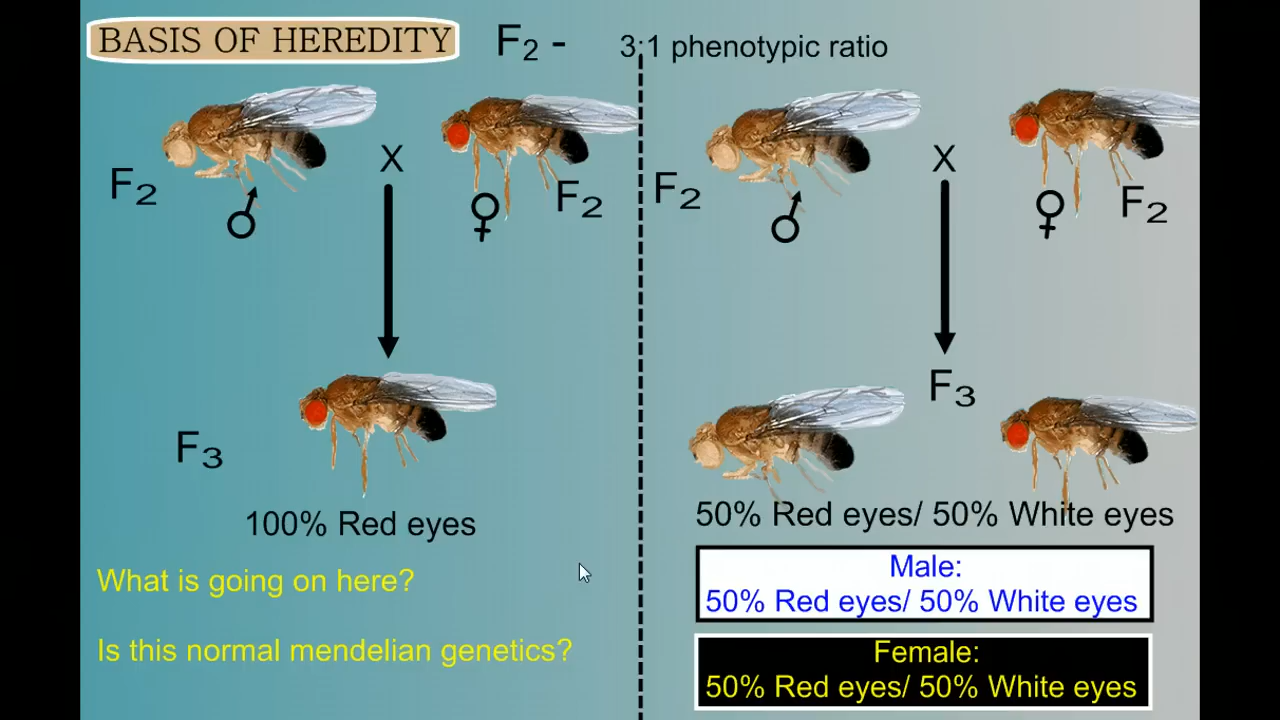 BASIS OF HEREDITY
F2 - 3:1 phenotypic ratio
F2 ♂ X ♀ F2
F3
100% Red eyes
What is going on here?
Is this normal mendelian genetics?
F2 ♂ X ♀ F2
F3
50% Red eyes/ 50% White eyes
Male:
50% Red eyes/ 50% White eyes
Female:
50% Red eyes/ 50% White eyes